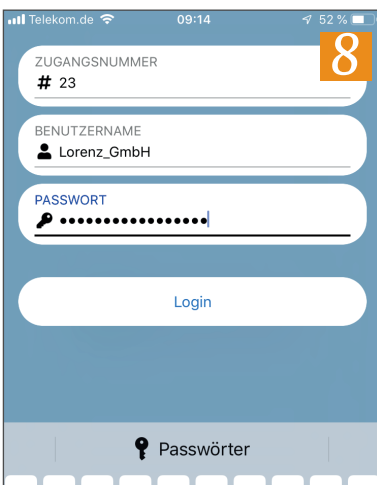 Telekom.de 09:14 52 %
8
ZUGANGSNUMMER
# 23
BENUTZERNAME
Lorenz_GmbH
PASSWORT
•••••••••••••••••
Login
Passwörter